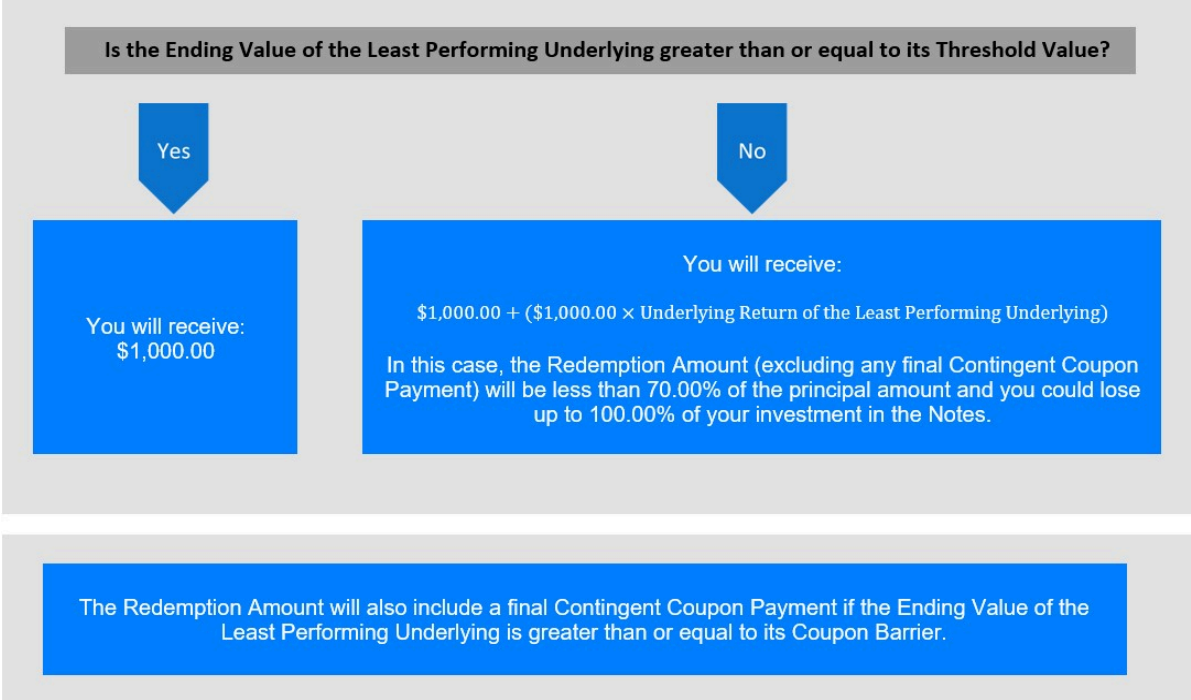 Is the Ending Value of the Least Performing Underlying greater than or equal to its Threshold Value?
Yes
No
You will receive:
$1,000.00
You will receive:
$1,000.00 + ($1,000.00 × Underlying Return of the Least Performing Underlying)
In this case, the Redemption Amount (excluding any final Contingent Coupon
Payment) will be less than 70.00% of the principal amount and you could lose
up to 100.00% of your investment in the Notes.
The Redemption Amount will also include a final Contingent Coupon Payment if the Ending Value of the
Least Performing Underlying is greater than or equal to its Coupon Barrier.